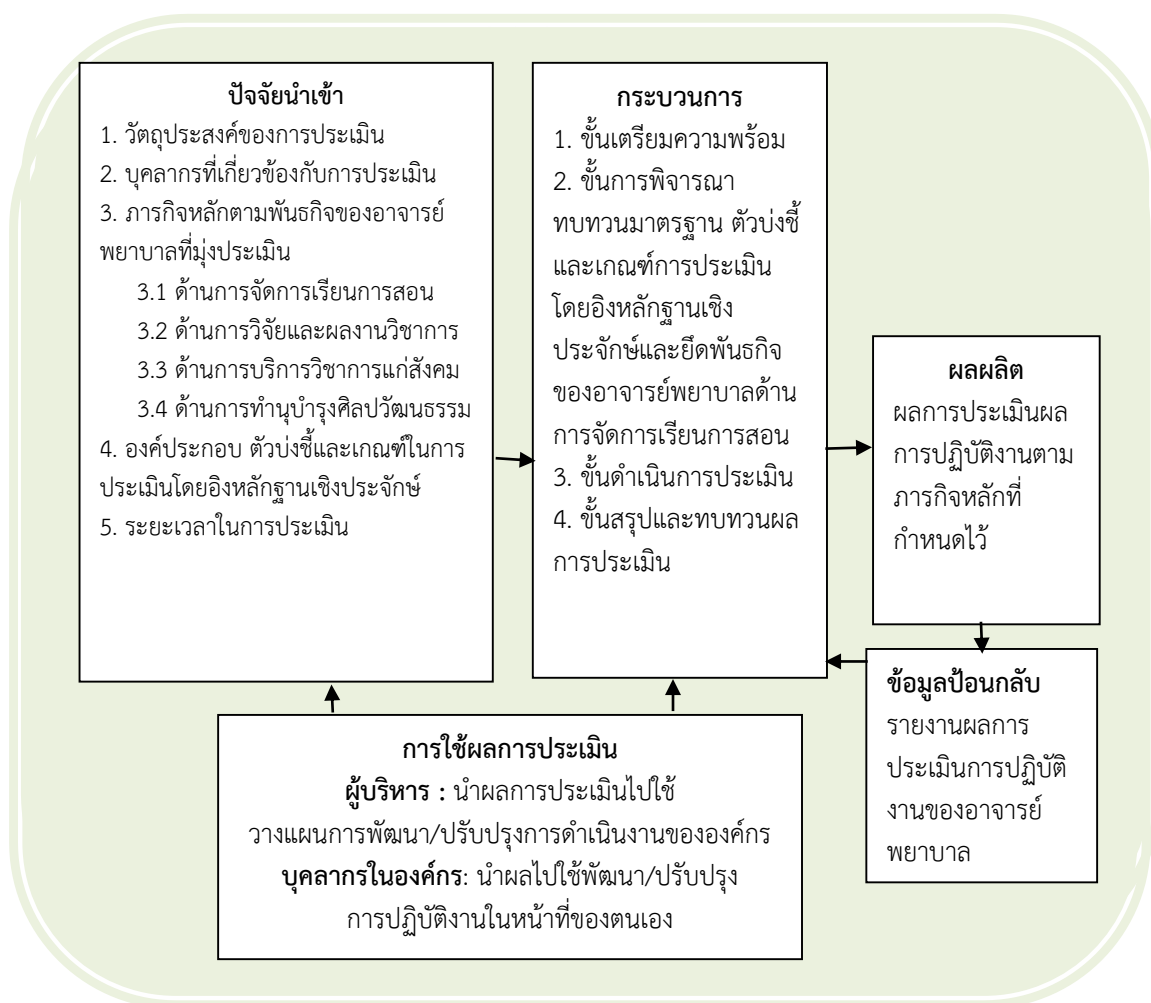 ปัจจัยนำเข้า
1. วัตถุประสงค์ของการประเมิน
2. บุคลากรที่เกี่ยวข้องกับการประเมิน
3. ภารกิจหลักตามพันธกิจของอาจารย์
พยาบาลที่มุ่งประเมิน
3.1 ด้านการจัดการเรียนการสอน
3.2 ด้านการวิจัยและผลงานวิชาการ
3.3 ด้านการบริการวิชาการแก่สังคม
3.4 ด้านการทำนุบำรุงศิลปวัฒนธรรม
4. องค์ประกอบ ตัวบ่งชี้และเกณฑ์ในการ
ประเมินโดยอิงหลักฐานเชิงประจักษ์
5. ระยะเวลาในการประเมิน
กระบวนการ
1. ขั้นเตรียมความพร้อม
2. ขั้นการพิจารณา
ทบทวนมาตรฐาน ตัวบ่งชี้
และเกณฑ์การประเมิน
โดยอิงหลักฐานเชิง
ประจักษ์และยึดพันธกิจ
ของอาจารย์พยาบาลด้าน
การจัดการเรียนการสอน
3. ขั้นดำเนินการประเมิน
4. ขั้นสรุปและทบทวนผล
การประเมิน
ผลผลิต
ผลการประเมินผล
การปฏิบัติงานตาม
ภารกิจหลักที่
กำหนดไว้
ข้อมูลป้อนกลับ
รายงานผลการ
ประเมินการปฏิบัติ
งานของอาจารย์
พยาบาล
การใช้ผลการประเมิน
ผู้บริหาร : นำผลการประเมินไปใช้
วางแผนการพัฒนา/ปรับปรุงการดำเนินงานขององค์กร
บุคลากรในองค์กร: นำผลไปใช้พัฒนา/ปรับปรุง
การปฏิบัติงานในหน้าที่ของตนเอง